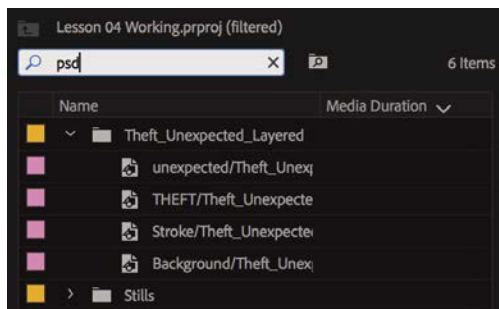 Lesson 04 Working.prproj (filtered)
psd
6 Items
Name Media Duration
Theft_Unexpected_Layered
unexpected/Theft_Unexp
THEFT/Theft_Unexpecte
Stroke/Theft_Unexpected
Background/Theft_Unex
Stills